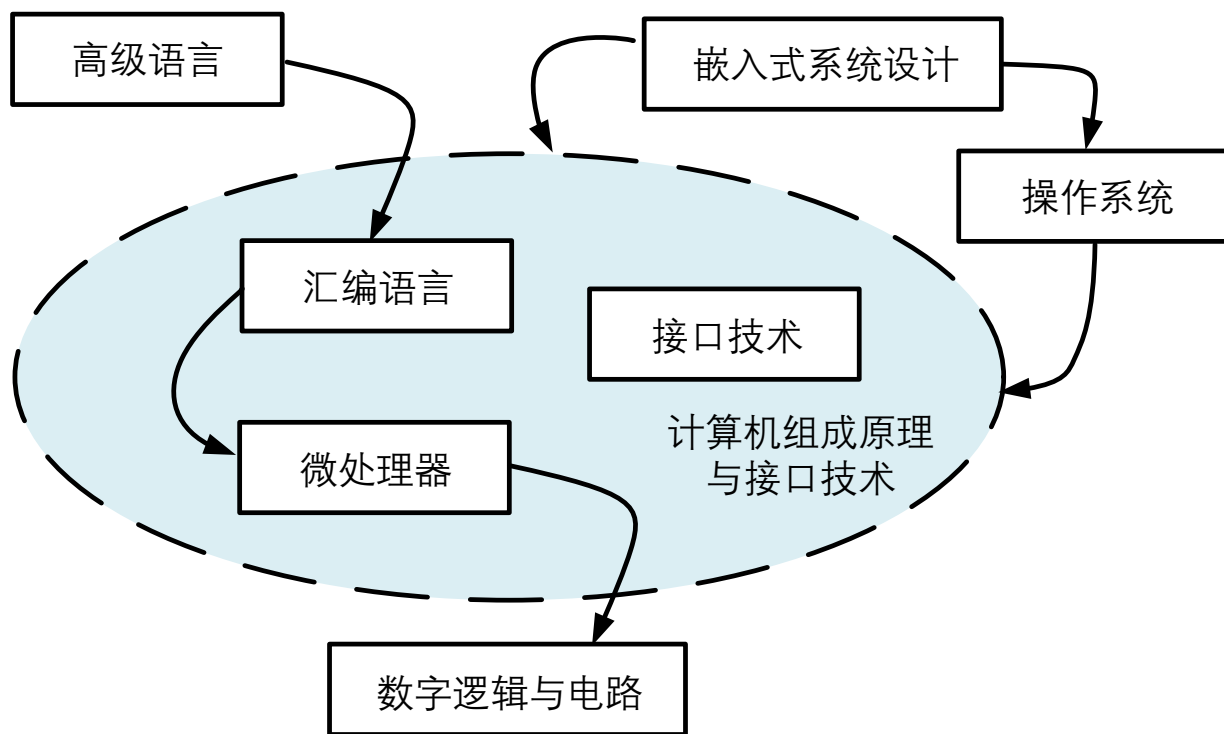 高级语言
嵌入式系统设计
操作系统
汇编语言
接口技术
计算机组成原理
与接口技术
微处理器
数字逻辑与电路